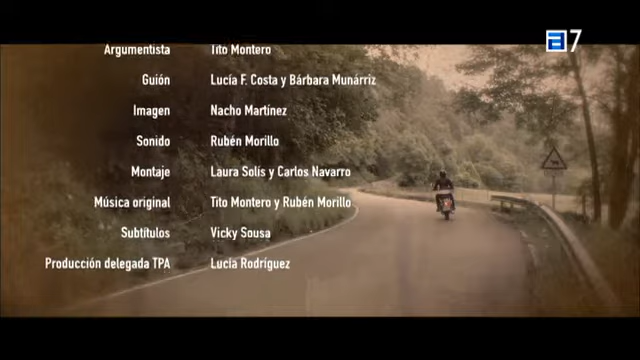 a7
Argumentista Tito Montero
Guión Lucía F. Costa y Bárbara Munárriz
Imagen Nacho Martínez
Sonido Rubén Morillo
Montaje Laura Solís y Carlos Navarro
Música original Tito Montero y Rubén Morillo
Subtítulos Vicky Sousa
Producción delegada TPA Lucía Rodríguez